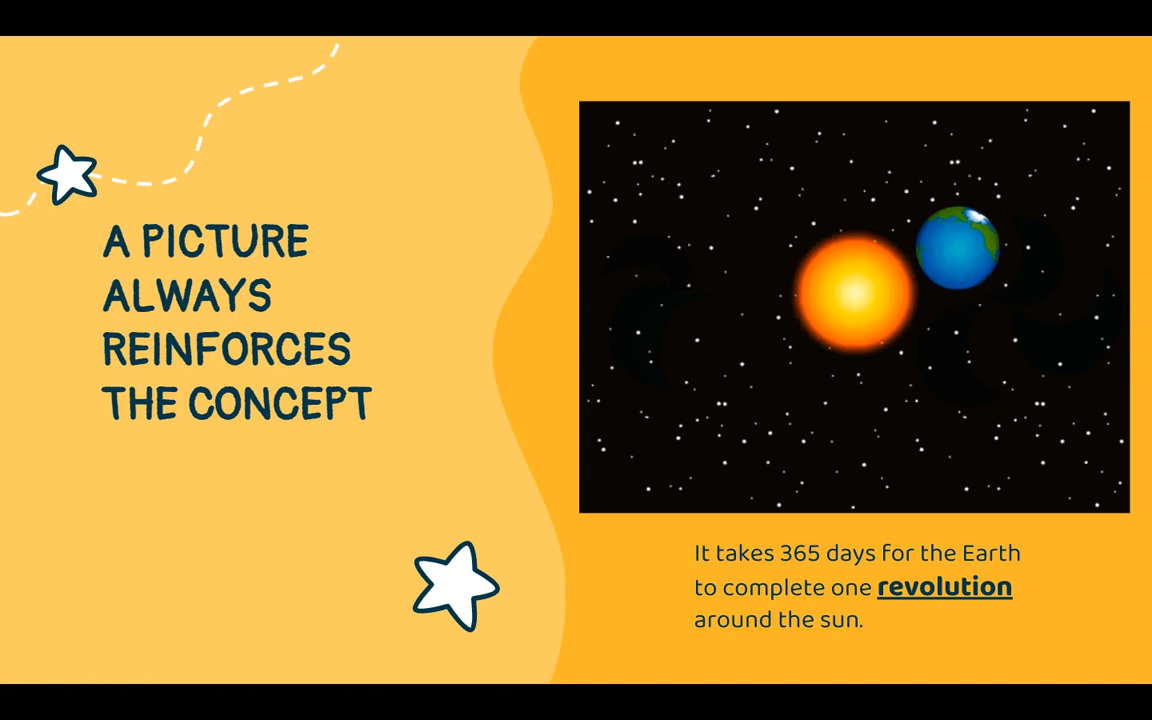 A PICTURE
ALWAYS
REINFORCES
THE CONCEPT
It takes 365 days for the Earth
to complete one revolution
around the sun.